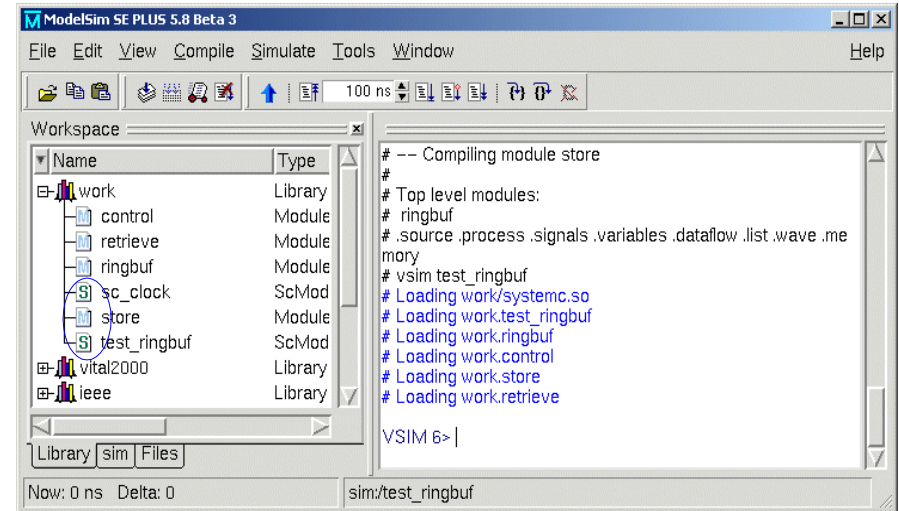 ModelSim SE PLUS 5.8 Beta 3
File Edit View Compile Simulate Tools Window Help
100 ns
Workspace
Name Type
work Library
M control Module
M retrieve Module
M ringbuf Module
S sc_clock ScMod
M store Module
S test_ringbuf ScMod
vital2000 Library
ieee Library
Library sim Files
# -- Compiling module store
#
# Top level modules:
# ringbuf
# .source .process .signals .variables .dataflow .list .wave .me
mory
# vsim test_ringbuf
# Loading work/systemc.so
# Loading work.test_ringbuf
# Loading work.ringbuf
# Loading work.control
# Loading work.store
# Loading work.retrieve
VSIM 6>
Now: 0 ns Delta: 0 sim:/test_ringbuf